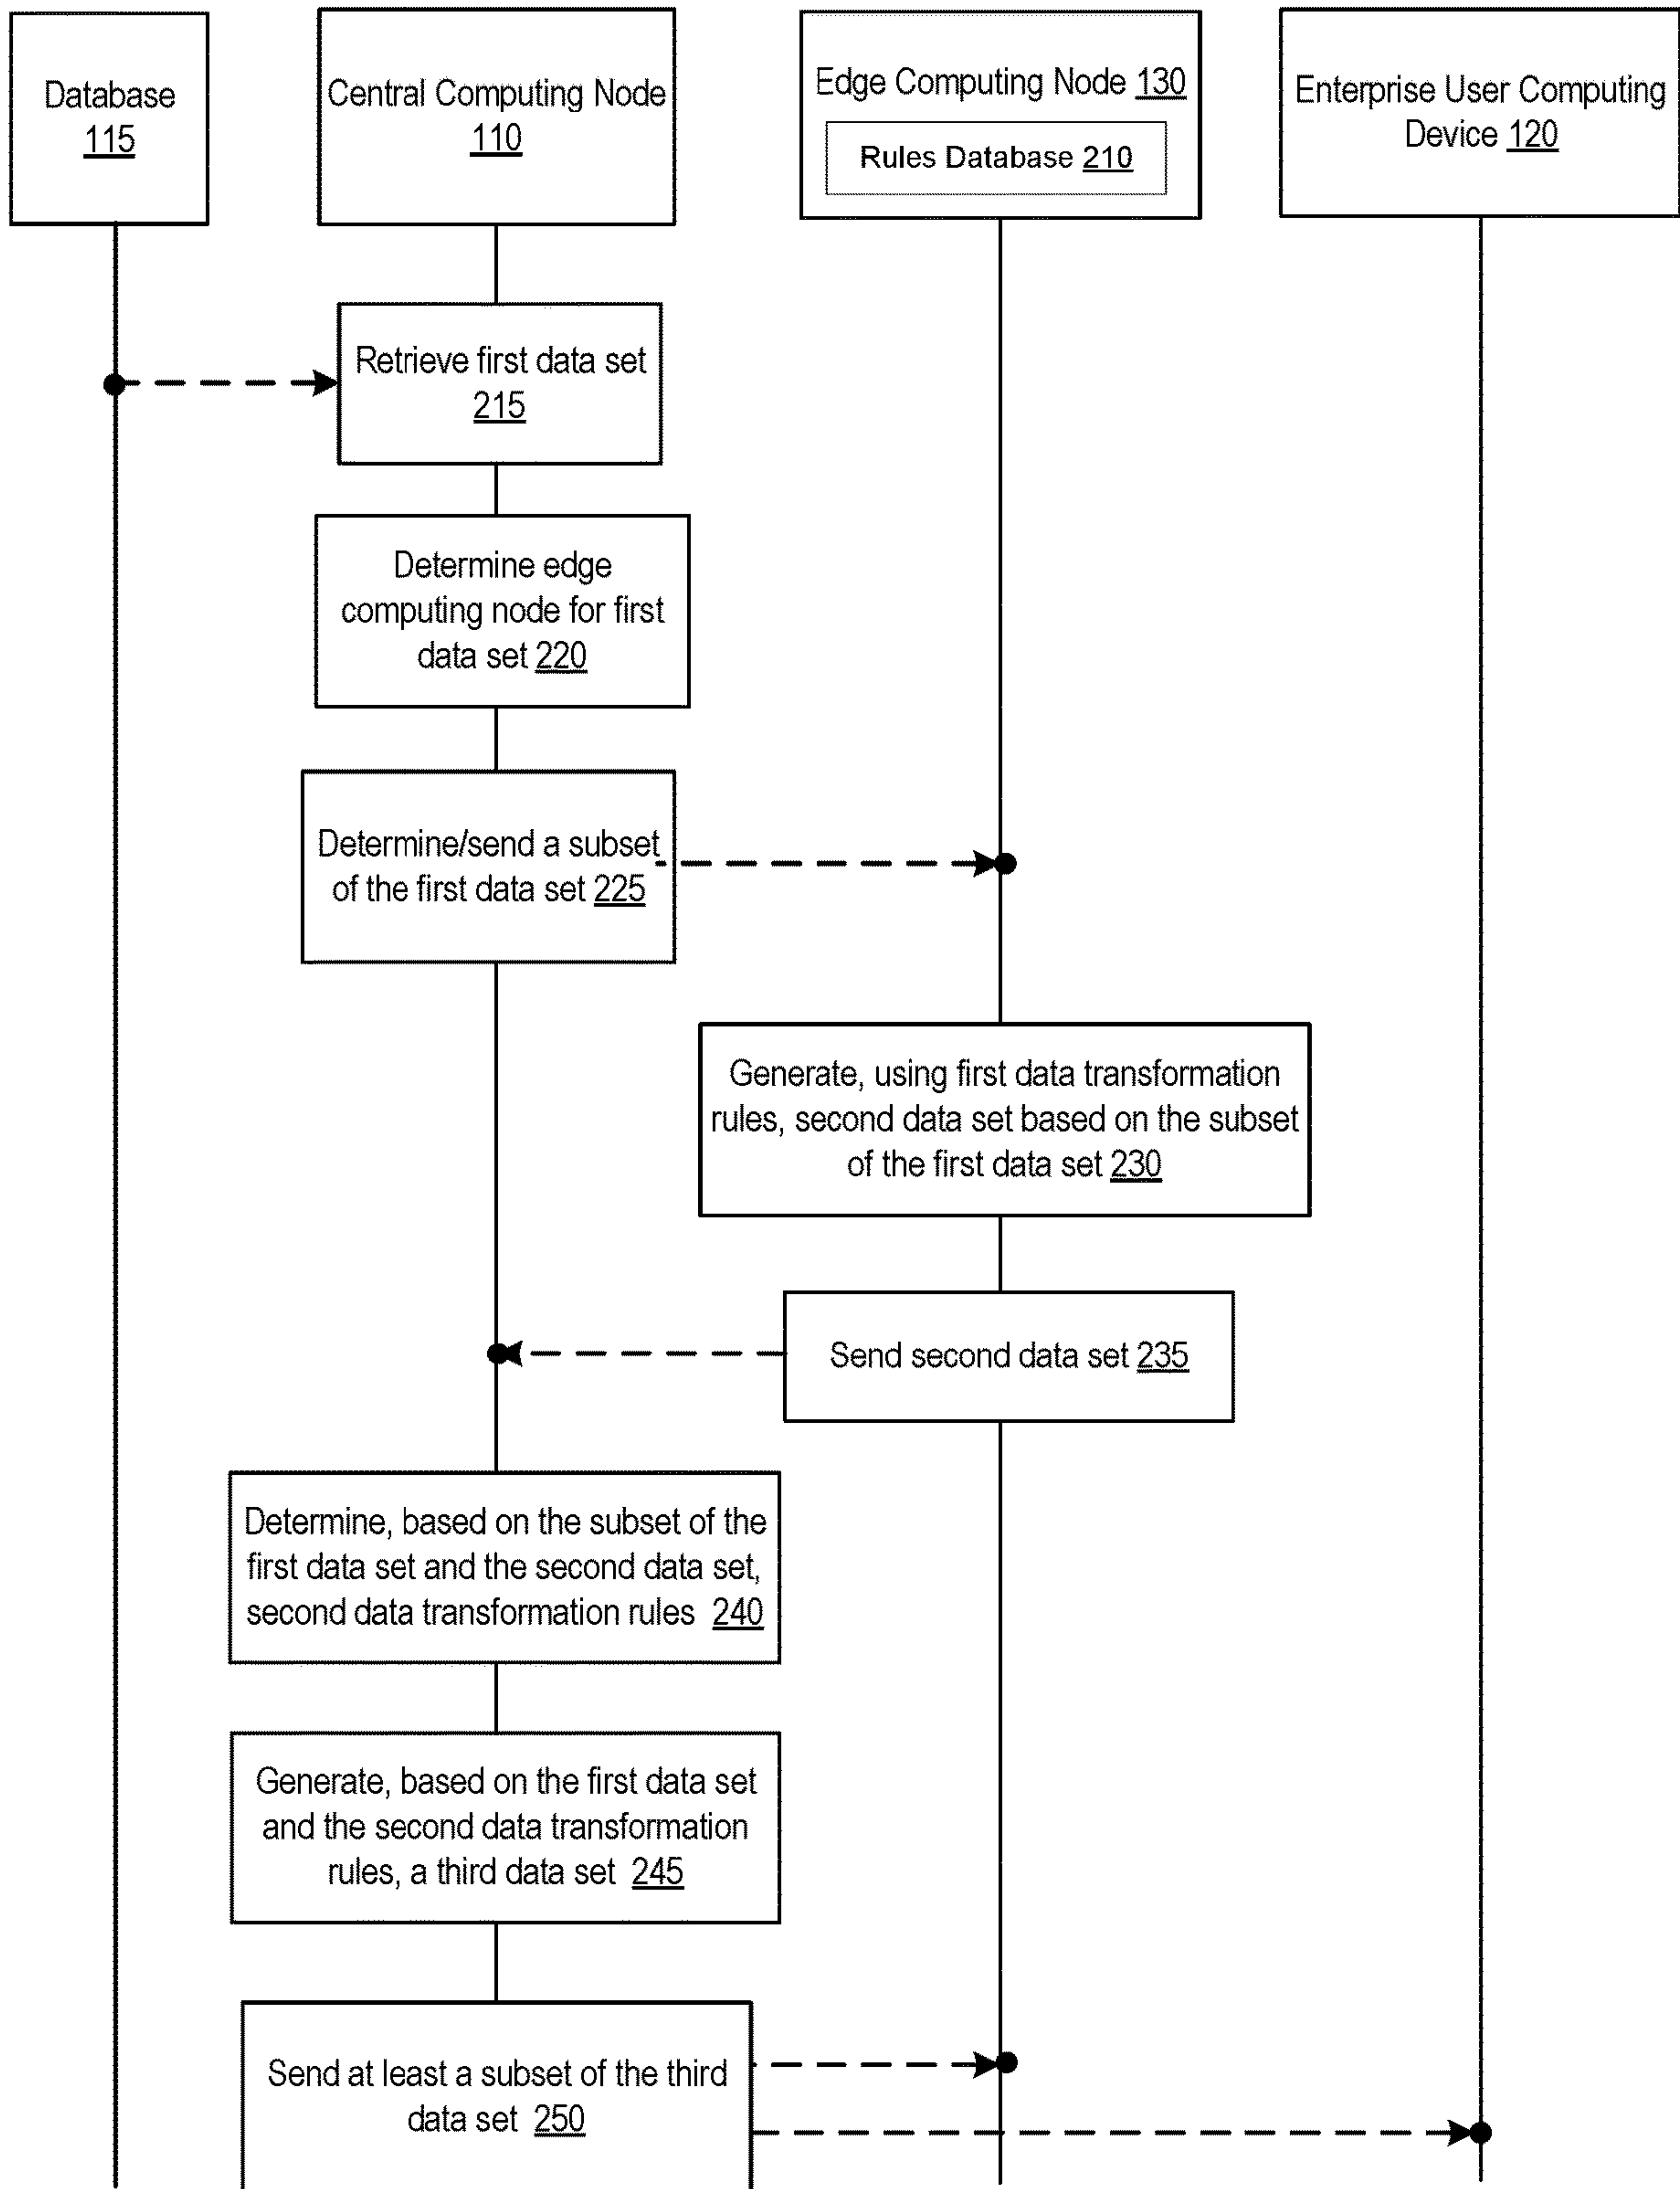 Database
115
Central Computing Node
110
Edge Computing Node 130
Rules Database 210
Enterprise User Computing
Device 120
Retrieve first data set
215
Determine edge
computing node for first
data set 220
Determine/send a subset
of the first data set 225
Generate, using first data transformation
rules, second data set based on the subset
of the first data set 230
Send second data set 235
Determine, based on the subset of the
first data set and the second data set,
second data transformation rules 240
Generate, based on the first data set
and the second data transformation
rules, a third data set 245
Send at least a subset of the third
data set 250